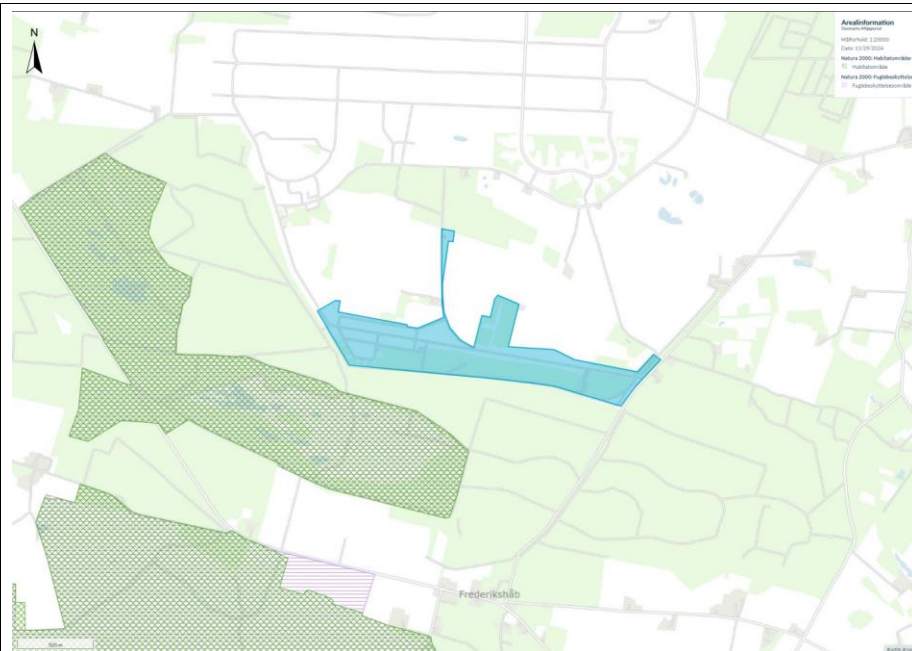 N
Arealinformation
Danmarks Miljøportal
Målforhold 1:20000
Dato: 11/29/2024
Natura 2000: Habitatområder
Habitatområde
Natura 2000: Fuglebeskyttelse
Fuglebeskyttelsesområde
Frederikshåb
500 m